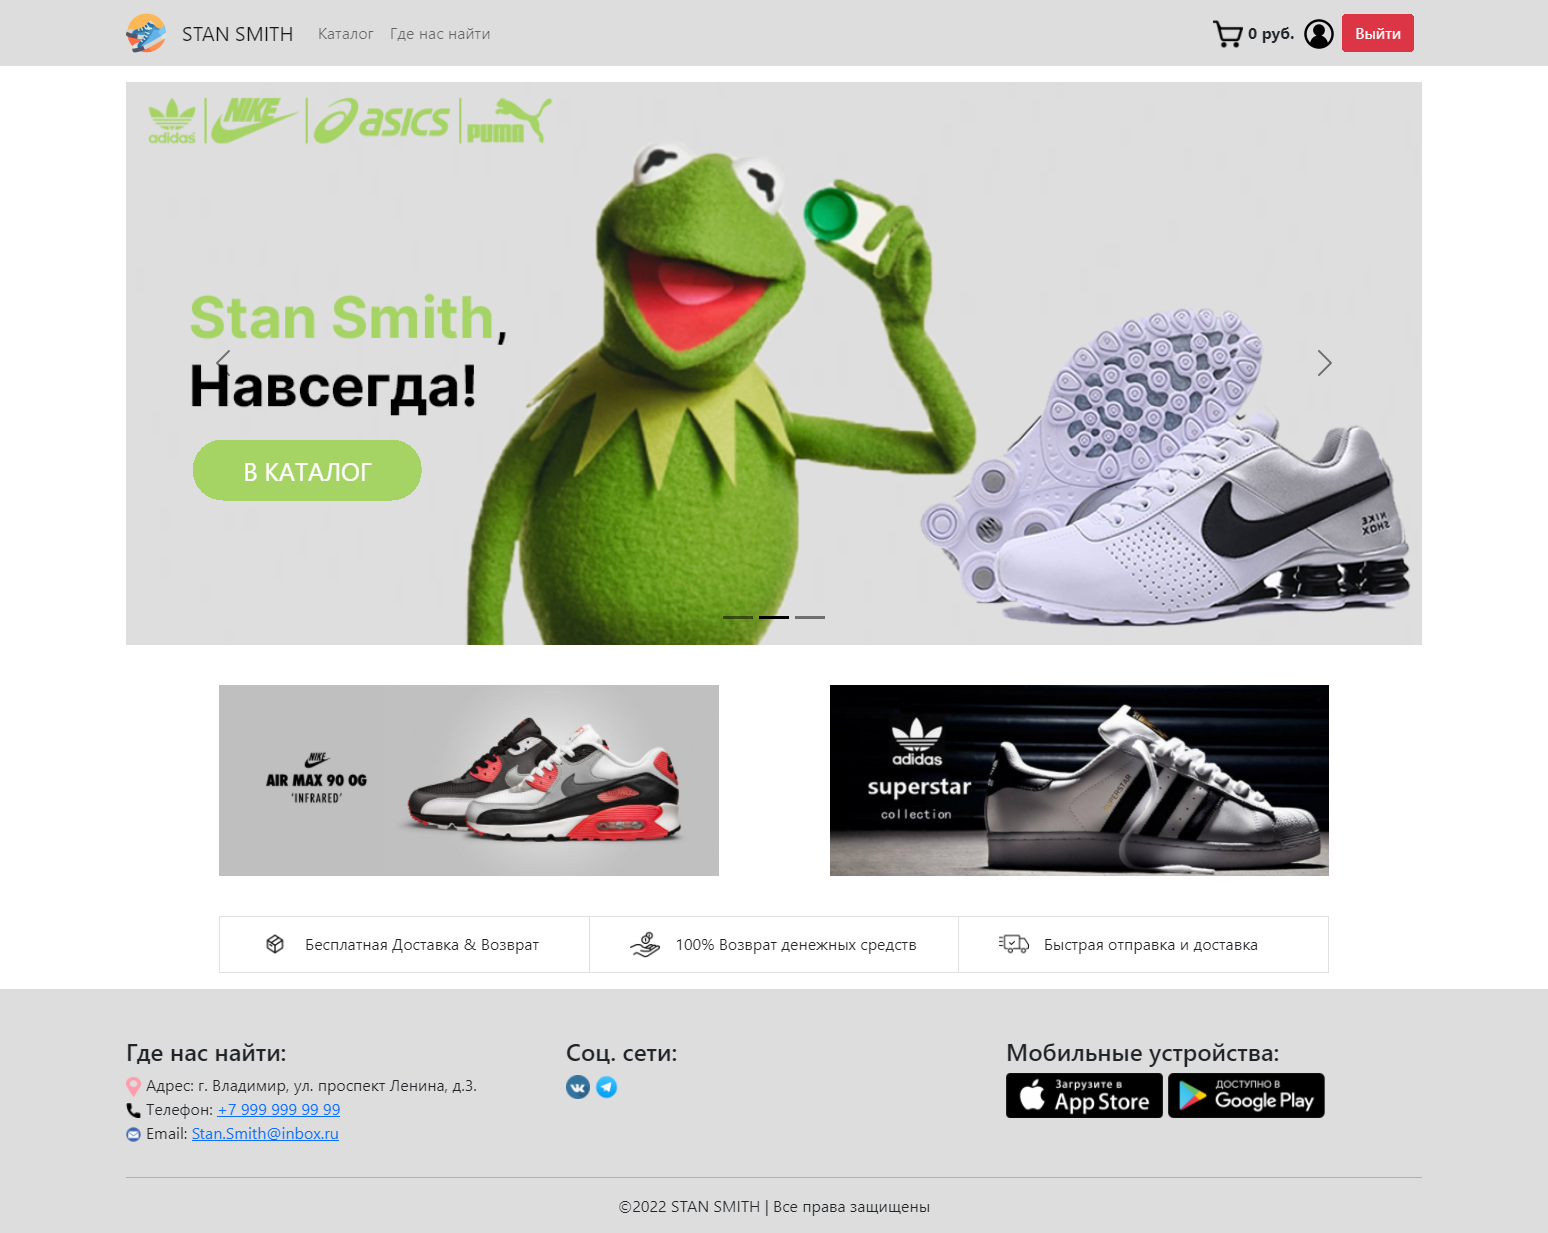 STAN SMITH
Каталог
Где нас найти
0 руб.
Выйти
adidas
NIKE
asics
PUMA
Stan Smith,
Навсегда!
В КАТАЛОГ
NIKE
SHOX
NIKE
AIR MAX 90 OG
'INFRARED'
adidas
superstar
collection
SUPERSTAR
Бесплатная Доставка & Возврат
100% Возврат денежных средств
Быстрая отправка и доставка
Где нас найти:
Адрес: г. Владимир, ул. проспект Ленина, д.3.
Телефон: +7 999 999 99 99
Email: Stan.Smith@inbox.ru
Соц. сети:
Мобильные устройства:
Загрузите в
App Store
ДОСТУПНО В
Google Play
©2022 STAN SMITH | Все права защищены